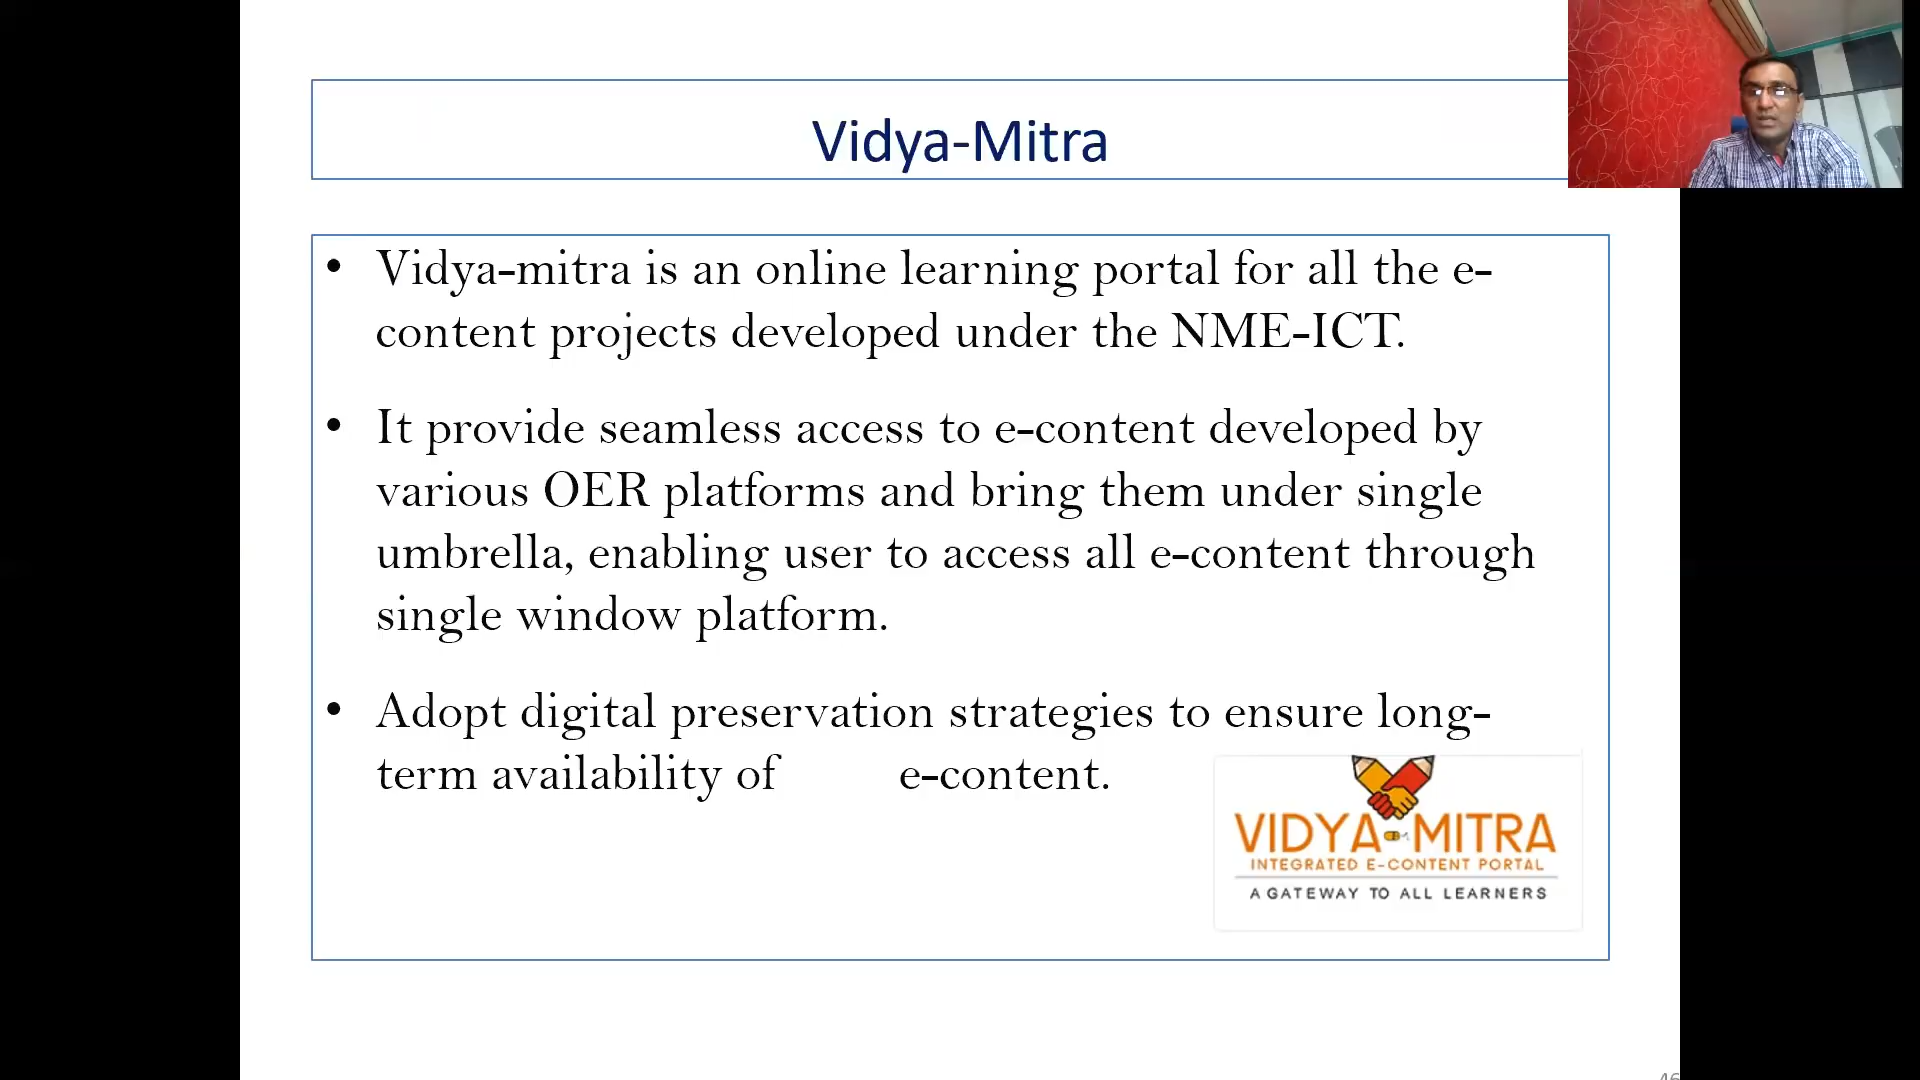 Vidya-Mitra
• Vidya-mitra is an online learning portal for all the e-
content projects developed under the NME-ICT.
• It provide seamless access to e-content developed by
various OER platforms and bring them under single
umbrella, enabling user to access all e-content through
single window platform.
• Adopt digital preservation strategies to ensure long-
term availability of e-content.
VIDYA-MITRA
INTEGRATED E-CONTENT PORTAL
A GATEWAY TO ALL LEARNERS